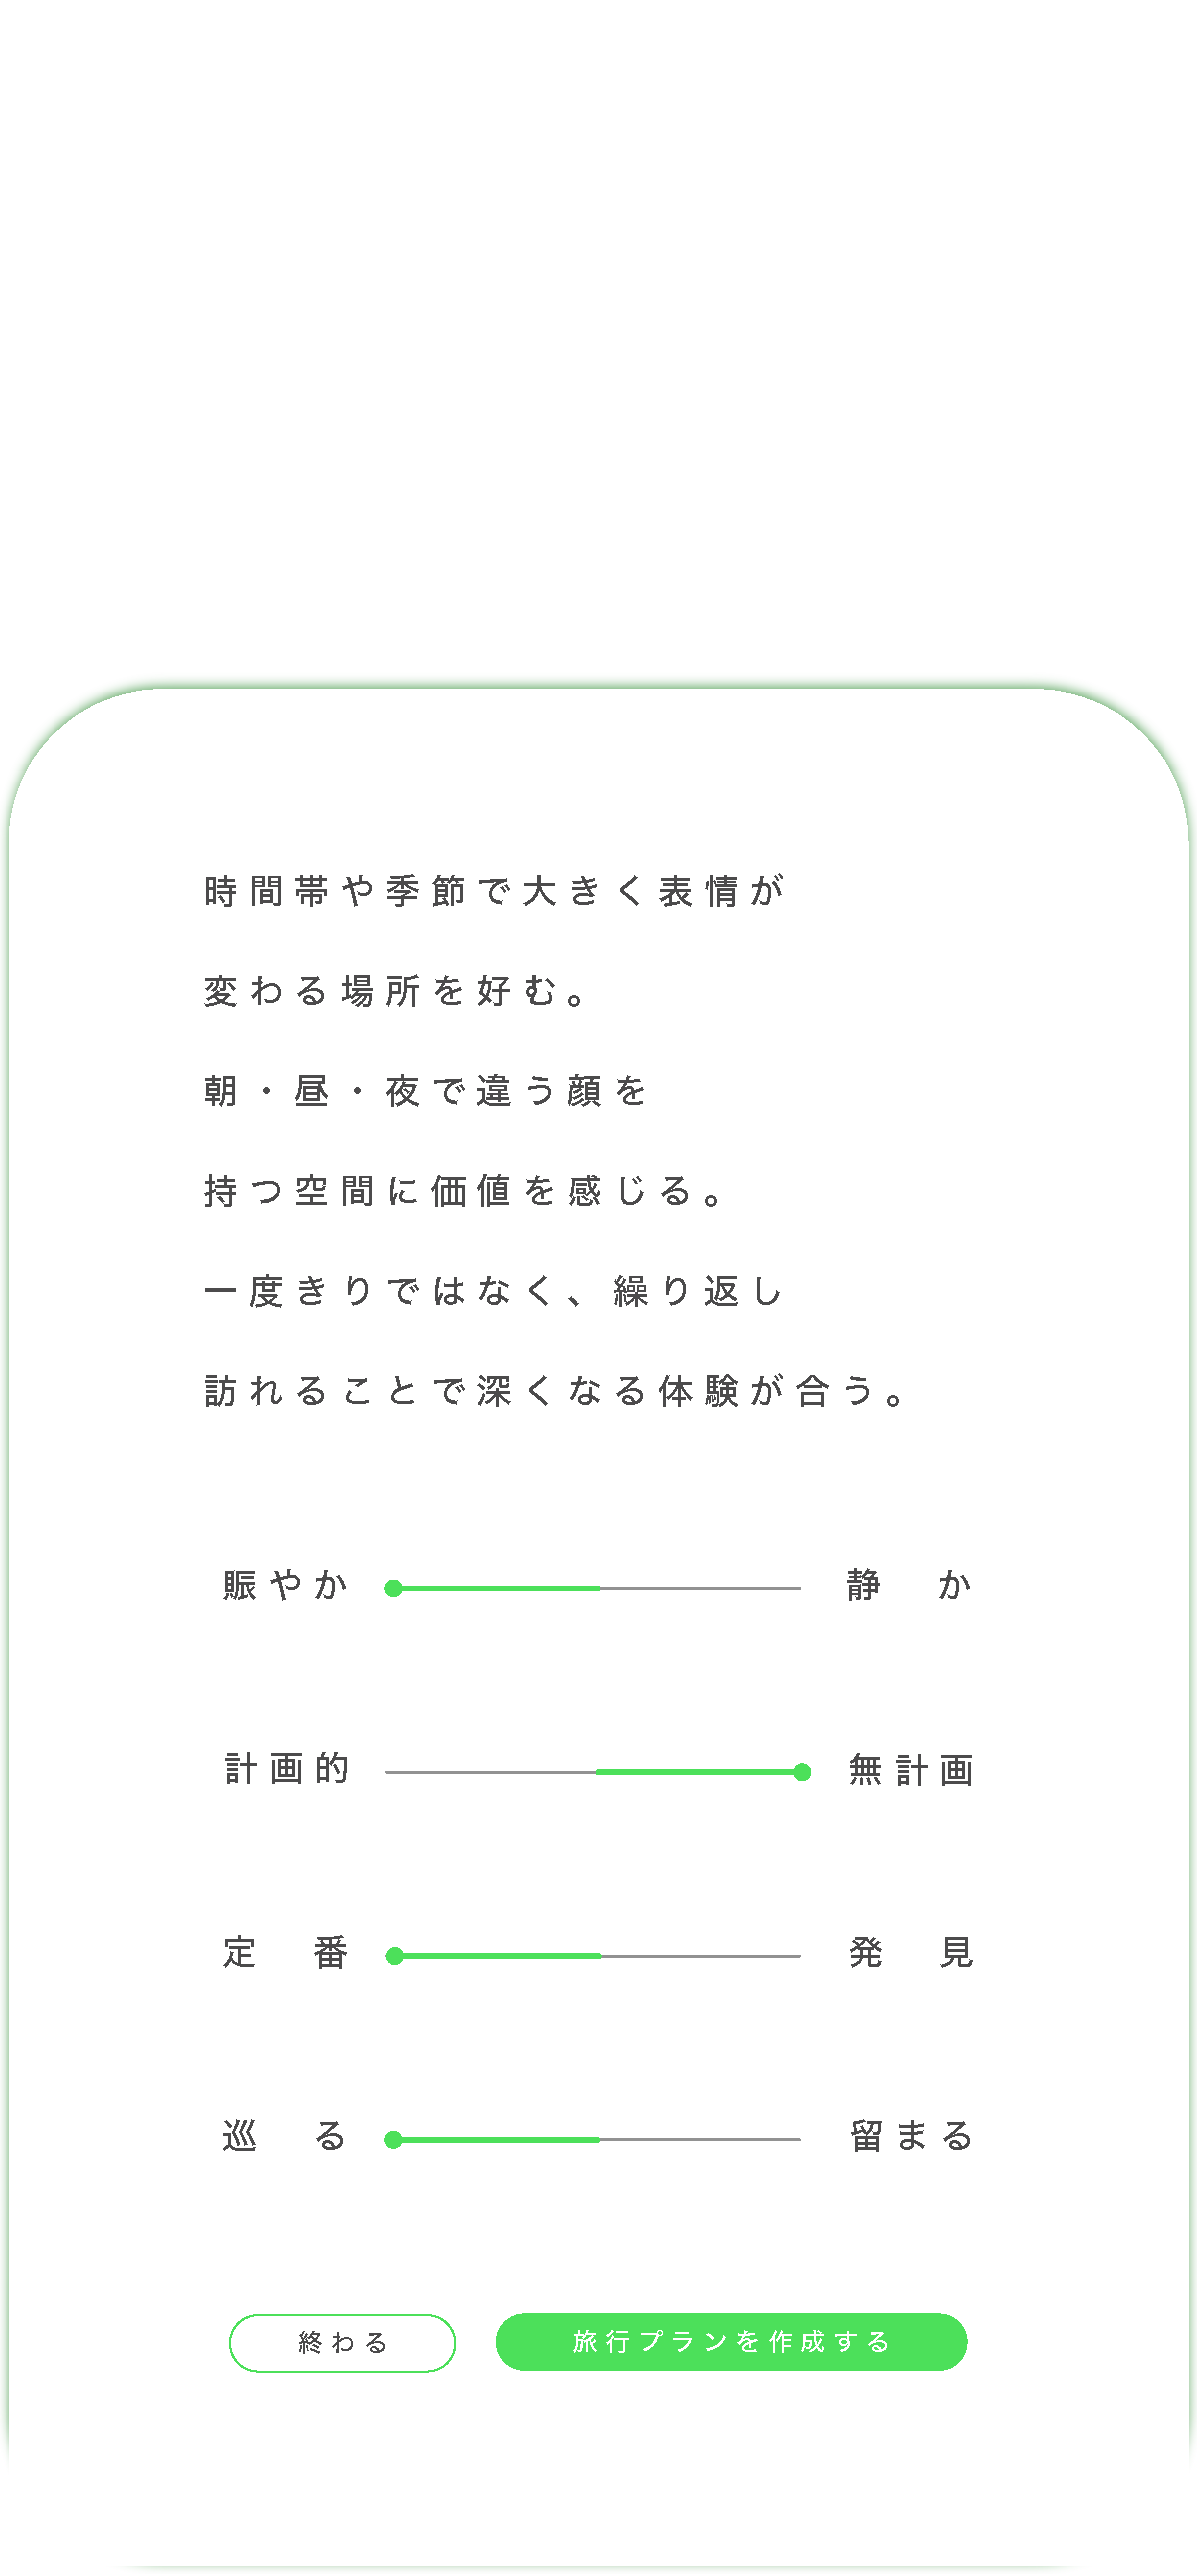 時間帯や季節で大きく表情が
変わる場所を好む。
朝・昼・夜で違う顔を
持つ空間に価値を感じる。
一度きりではなく、繰り返し
訪れることで深くなる体験が合う。
賑やか 静か
計画的 無計画
定番 発見
巡る 留まる
終わる 旅行プランを作成する